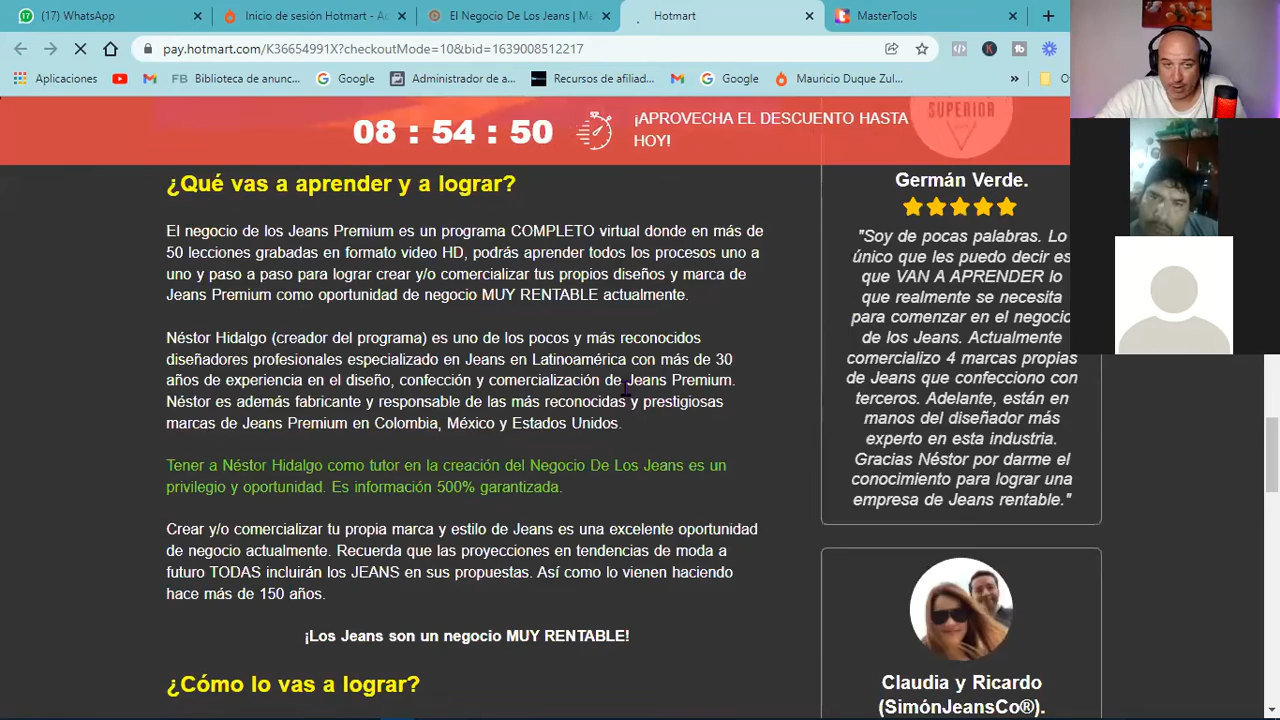 (17) WhatsApp
Inicio de sesión Hotmart - Ac
El Negocio De Los Jeans | Ma
Hotmart
MasterTools
pay.hotmart.com/K36654991X?checkoutMode=10&bid=1639008512217
Aplicaciones
FB Biblioteca de anunc...
Google
Administrador de a...
Recursos de afiliad...
Google
Mauricio Duque Zul...
»
08 : 54 : 50
¡APROVECHA EL DESCUENTO HASTA
HOY!
SUPERIOR
¿Qué vas a aprender y a lograr?
El negocio de los Jeans Premium es un programa COMPLETO virtual donde en más de
50 lecciones grabadas en formato video HD, podrás aprender todos los procesos uno a
uno y paso a paso para lograr crear y/o comercializar tus propios diseños y marca de
Jeans Premium como oportunidad de negocio MUY RENTABLE actualmente.
Néstor Hidalgo (creador del programa) es uno de los pocos y más reconocidos
diseñadores profesionales especializado en Jeans en Latinoamérica con más de 30
años de experiencia en el diseño, confección y comercialización de Jeans Premium.
Néstor es además fabricante y responsable de las más reconocidas y prestigiosas
marcas de Jeans Premium en Colombia, México y Estados Unidos.
Tener a Néstor Hidalgo como tutor en la creación del Negocio De Los Jeans es un
privilegio y oportunidad. Es información 500% garantizada.
Crear y/o comercializar tu propia marca y estilo de Jeans es una excelente oportunidad
de negocio actualmente. Recuerda que las proyecciones en tendencias de moda a
futuro TODAS incluirán los JEANS en sus propuestas. Así como lo vienen haciendo
hace más de 150 años.
¡Los Jeans son un negocio MUY RENTABLE!
¿Cómo lo vas a lograr?
Germán Verde.
"Soy de pocas palabras. Lo
único que les puedo decir es
que VAN A APRENDER lo
que realmente se necesita
para comenzar en el negocio
de los Jeans. Actualmente
comercializo 4 marcas propias
de Jeans que confecciono con
terceros. Adelante, están en
manos del diseñador más
experto en esta industria.
Gracias Néstor por darme el
conocimiento para lograr una
empresa de Jeans rentable."
Claudia y Ricardo
(SimónJeansCo®).